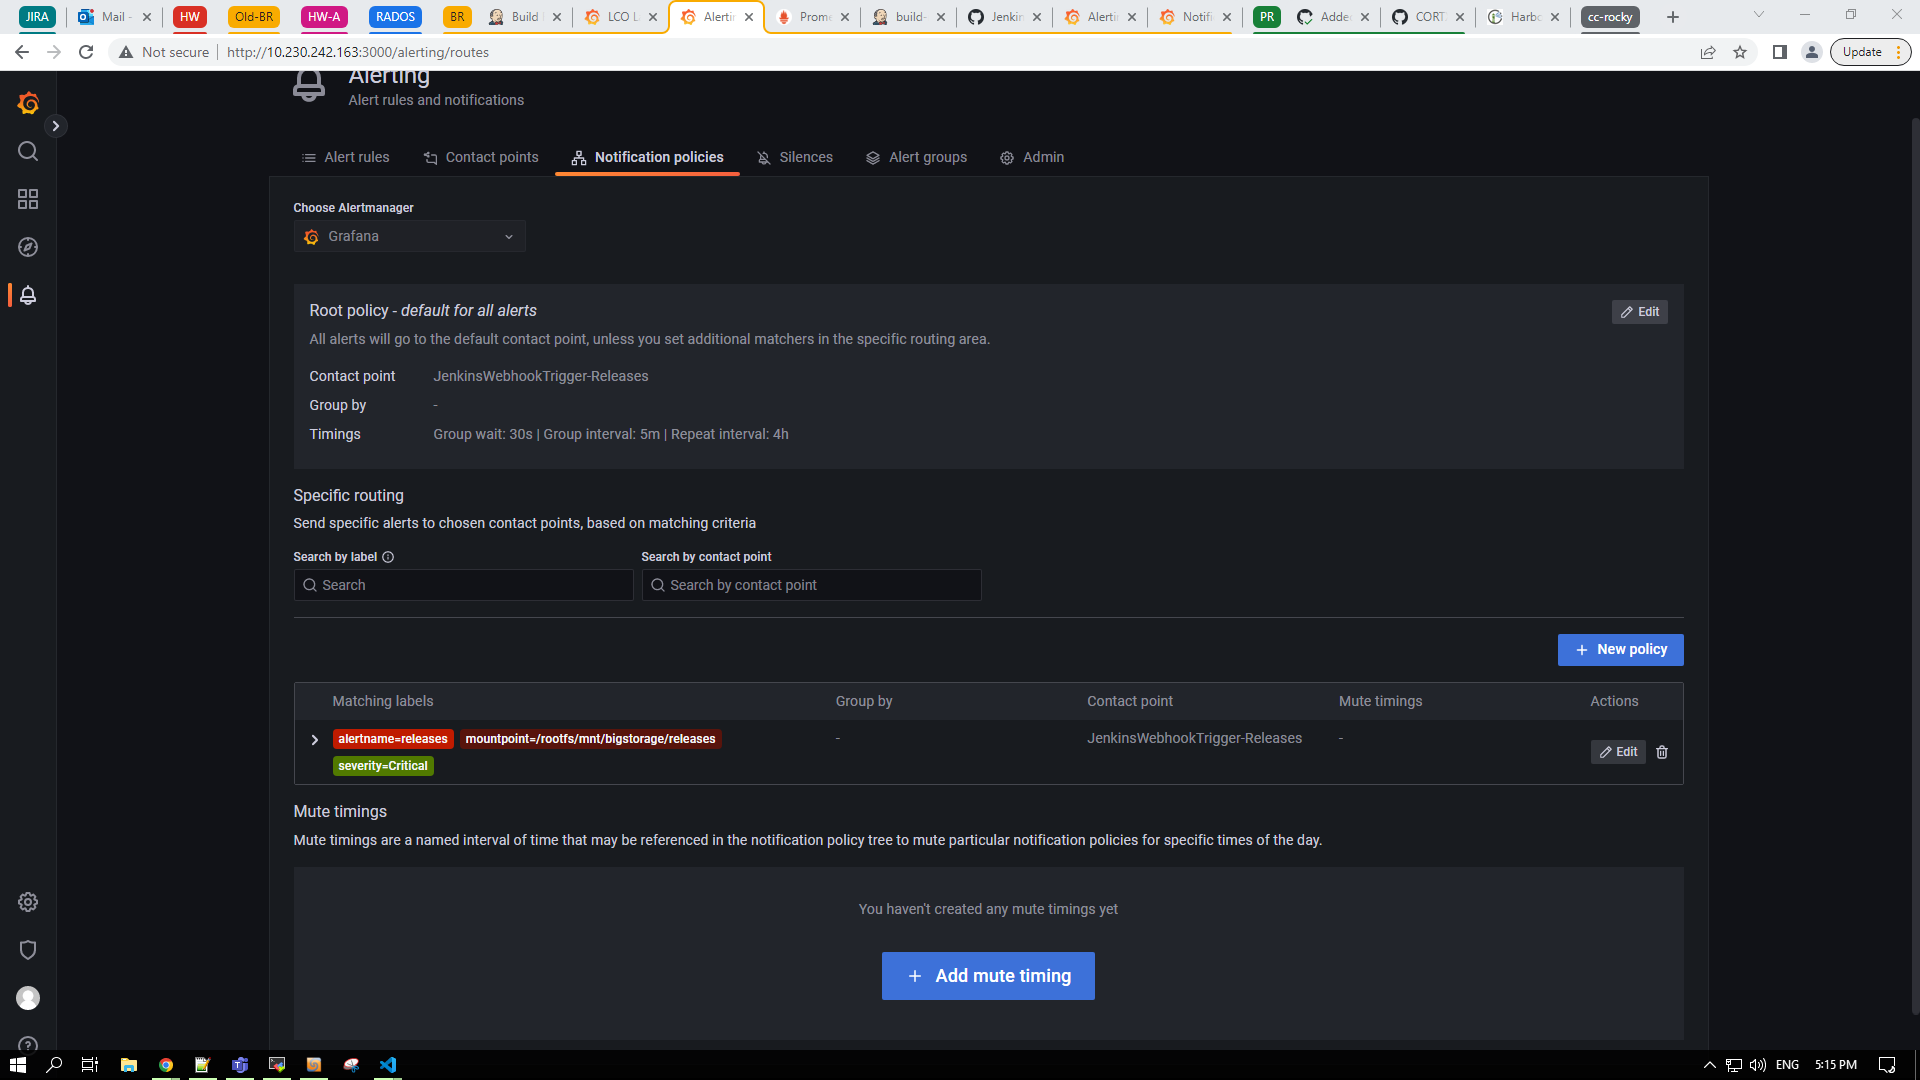 JIRA Mail - HW Old-BR HW-A RADOS BR Build LCO L Alertin Prome build- Jenkin Alertin Notifi PR Added CORT Harbo cc-rocky
Not secure http://10.230.242.163:3000/alerting/routes Update
Alerting
Alert rules and notifications
Alert rules Contact points Notification policies Silences Alert groups Admin
Choose Alertmanager
Grafana
Root policy - default for all alerts Edit
All alerts will go to the default contact point, unless you set additional matchers in the specific routing area.
Contact point JenkinsWebhookTrigger-Releases
Group by -
Timings Group wait: 30s | Group interval: 5m | Repeat interval: 4h
Specific routing
Send specific alerts to chosen contact points, based on matching criteria
Search by label Search by contact point
Search Search by contact point
+ New policy
Matching labels Group by Contact point Mute timings Actions
alertname=releases mountpoint=/rootfs/mnt/bigstorage/releases - JenkinsWebhookTrigger-Releases - Edit
severity=Critical
Mute timings
Mute timings are a named interval of time that may be referenced in the notification policy tree to mute particular notification policies for specific times of the day.
You haven't created any mute timings yet
+ Add mute timing
ENG 5:15 PM